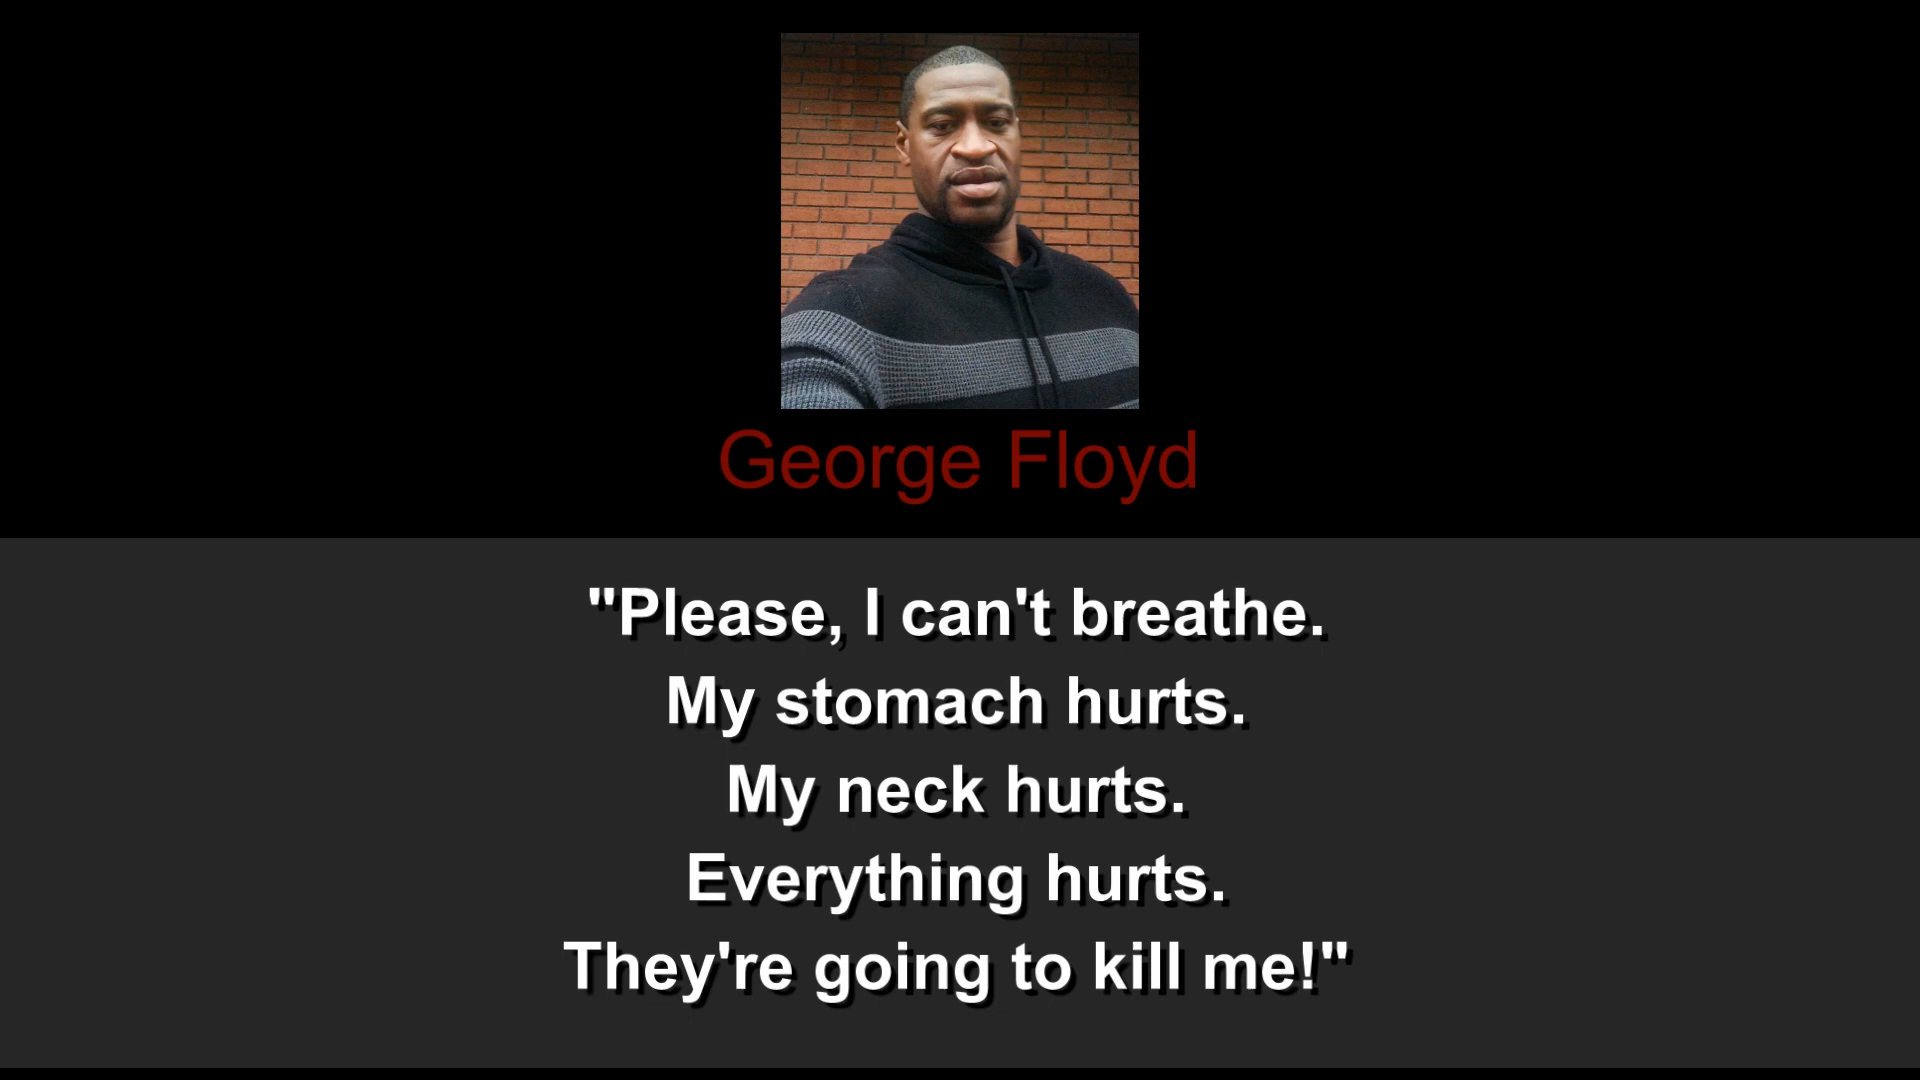 George Floyd
"Please, I can't breathe.
My stomach hurts.
My neck hurts.
Everything hurts.
They're going to kill me!"